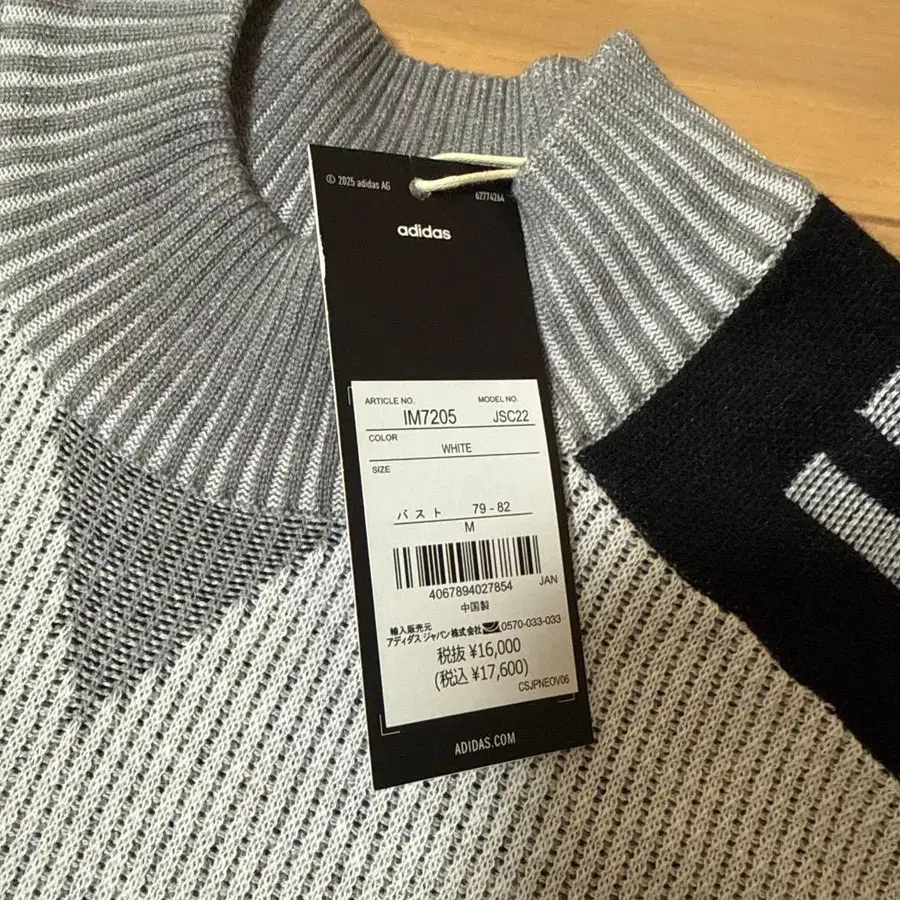 © 2025 adidas AG
62774264
adidas
ARTICLE NO. MODEL NO.
IM7205 JSC22
COLOR
WHITE
SIZE
バスト 79 - 82
M
4067894027854 JAN
中国製
輸入販売元
アディダス ジャパン株式会社 0570-033-033
税抜 ¥16,000
(税込 ¥17,600)
CSJPNEOV06
ADIDAS.COM